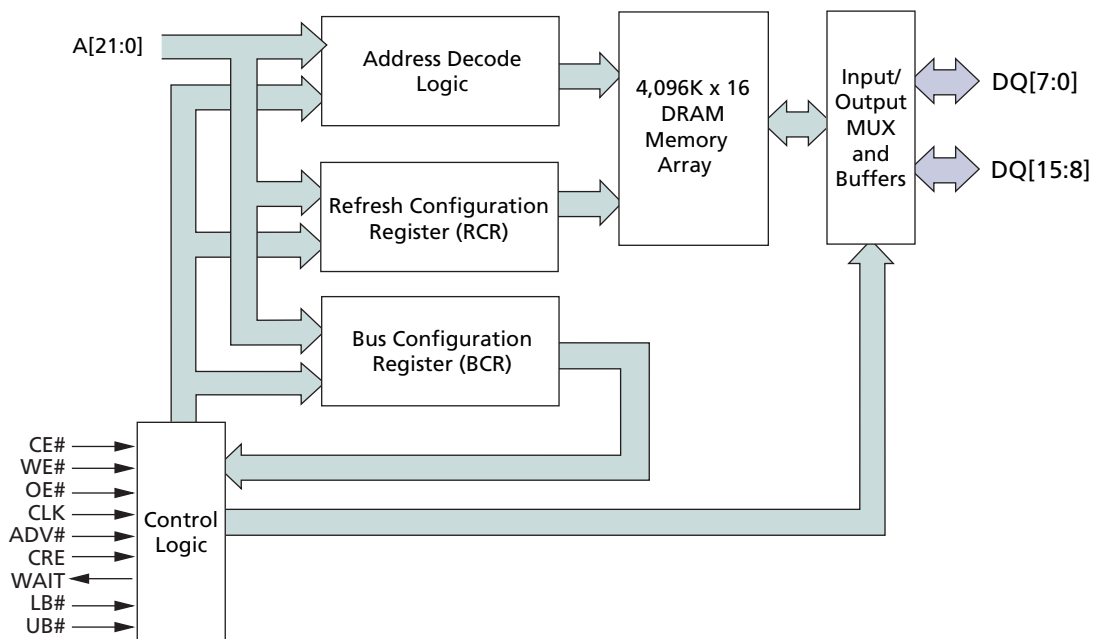 A[21:0]
Address Decode
Logic
4,096K x 16
DRAM
Memory
Array
Input/
Output
MUX
and
Buffers
DQ[7:0]
DQ[15:8]
Refresh Configuration
Register (RCR)
Bus Configuration
Register (BCR)
CE#
WE#
OE#
CLK
ADV#
CRE
WAIT
LB#
UB#
Control
Logic